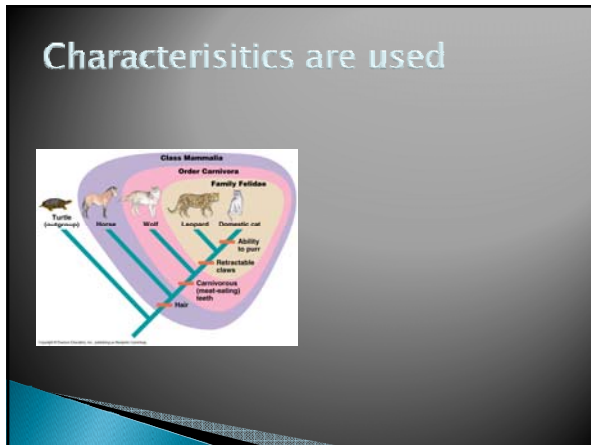 Characterisitics are used
Class Mammalia
Order Carnivora
Family Felidae
Turtle
(outgroup)
Horse
Wolf
Leopard
Domestic cat
Ability
to purr
Retractable
claws
Carnivorous
(meat-eating)
teeth
Hair